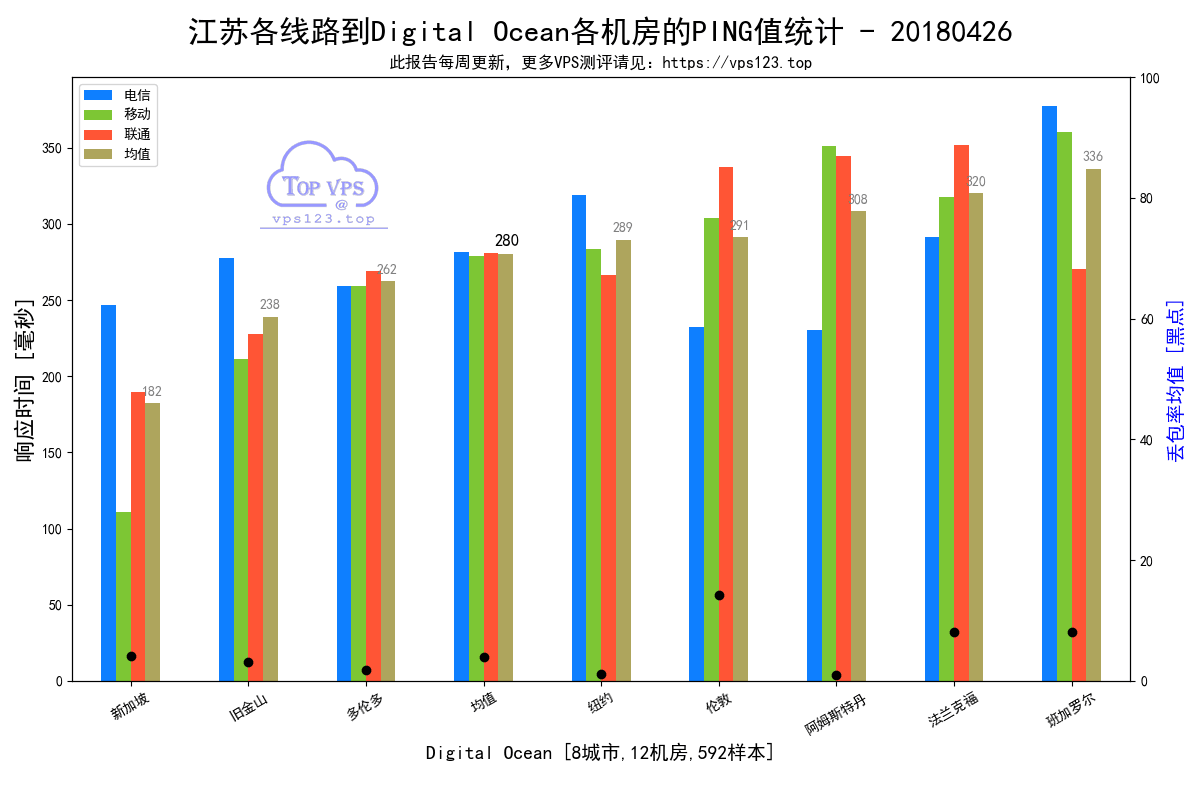 江苏各线路到Digital Ocean各机房的PING值统计 - 20180426
此报告每周更新，更多VPS测评请见：https://vps123.top
电信
移动
联通
均值
TOP VPS
@
vps123.top
响应时间 [毫秒]
350
300
250
200
150
100
50
0
182
238
262
280
289
291
308
320
336
100
80
60
40
20
0
丢包率均值 [黑点]
新加坡
旧金山
多伦多
均值
纽约
伦敦
阿姆斯特丹
法兰克福
班加罗尔
Digital Ocean [8城市,12机房,592样本]